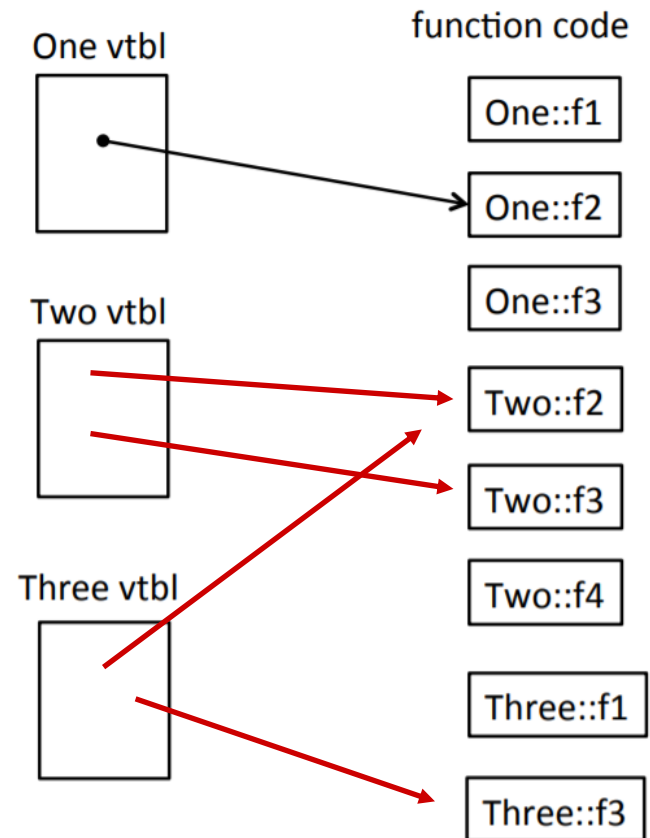 One vtbl
function code
One::f1
One::f2
One::f3
Two vtbl
Two::f2
Two::f3
Two::f4
Three vtbl
Three::f1
Three::f3